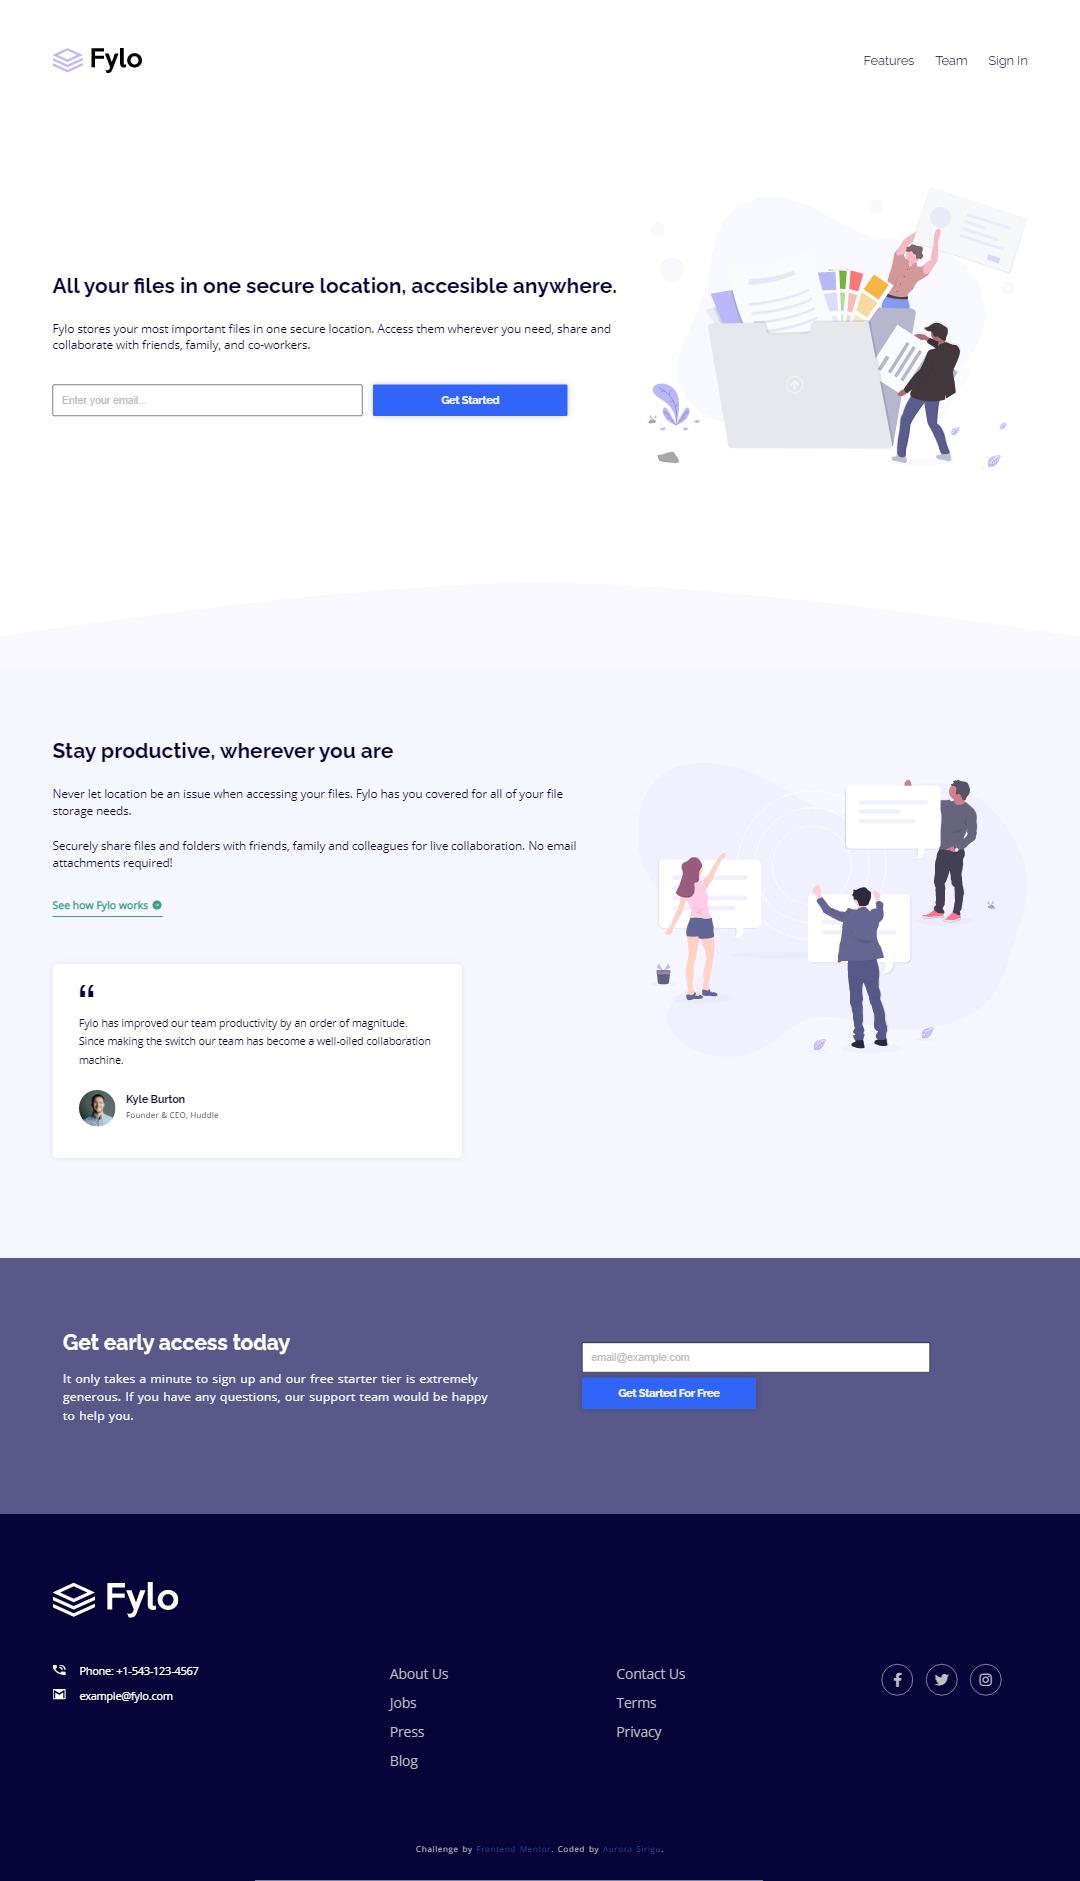 Fylo
Features Team Sign In
All your files in one secure location, accesible anywhere.
Fylo stores your most important files in one secure location. Access them wherever you need, share and
collaborate with friends, family, and co-workers.
Enter your email... Get Started
Stay productive, wherever you are
Never let location be an issue when accessing your files. Fylo has you covered for all of your file
storage needs.
Securely share files and folders with friends, family and colleagues for live collaboration. No email
attachments required!
See how Fylo works
“
Fylo has improved our team productivity by an order of magnitude.
Since making the switch our team has become a well-oiled collaboration
machine.
Kyle Burton
Founder & CEO, Huddle
Get early access today
It only takes a minute to sign up and our free starter tier is extremely
generous. If you have any questions, our support team would be happy
to help you.
email@example.com
Get Started For Free
Fylo
Phone: +1-543-123-4567
example@fylo.com
About Us
Jobs
Press
Blog
Contact Us
Terms
Privacy
Challenge by Frontend Mentor. Coded by Aurora Sirigu.